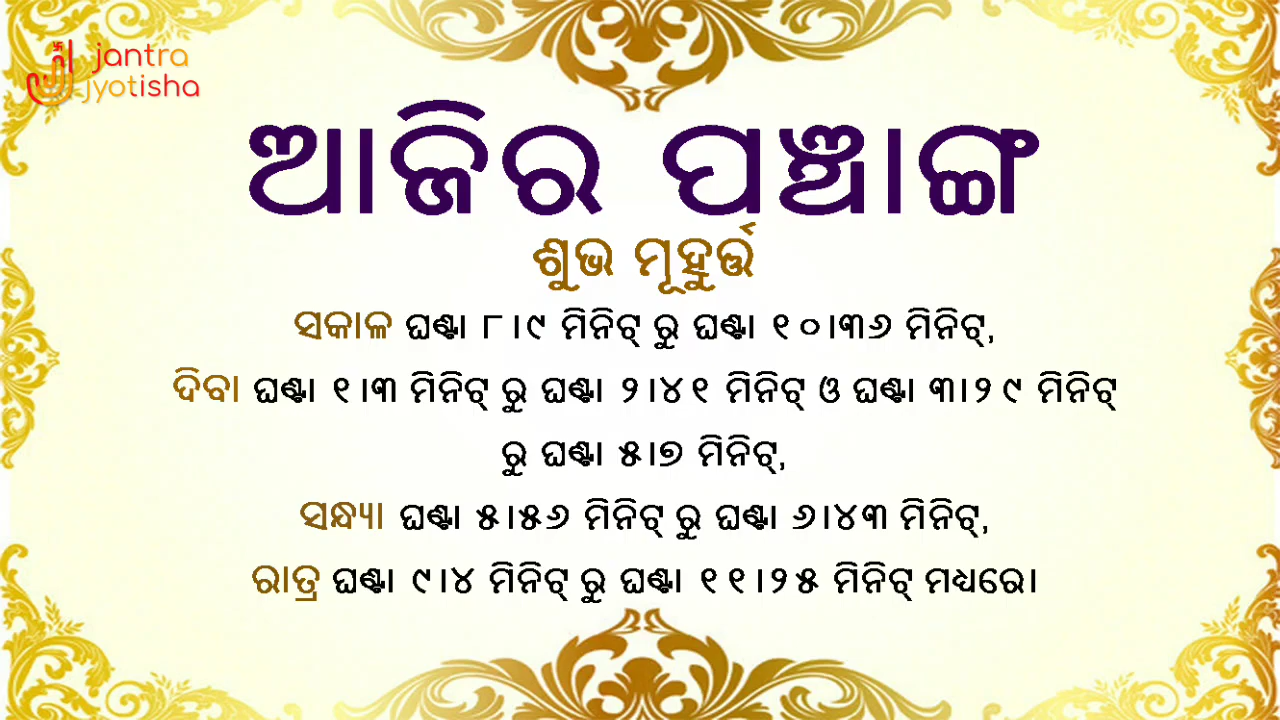 jantra
jyotisha
ଆଜିର ପଞ୍ଚାଙ୍ଗ
ଶୁଭ ମୂହୁର୍ତ୍ତ
ସକାଳ ଘଣ୍ଟା ୮।୯ ମିନିଟ୍ ରୁ ଘଣ୍ଟା ୧୦।୩୬ ମିନିଟ୍,
ଦିବା ଘଣ୍ଟା ୧।୩ ମିନିଟ୍ ରୁ ଘଣ୍ଟା ୨।୪୧ ମିନିଟ୍ ଓ ଘଣ୍ଟା ୩।୨୯ ମିନିଟ୍
ରୁ ଘଣ୍ଟା ୫।୭ ମିନିଟ୍,
ସନ୍ଧ୍ୟା ଘଣ୍ଟା ୫।୫୬ ମିନିଟ୍ ରୁ ଘଣ୍ଟା ୬।୪୩ ମିନିଟ୍,
ରାତ୍ର ଘଣ୍ଟା ୯।୪ ମିନିଟ୍ ରୁ ଘଣ୍ଟା ୧୧।୨୫ ମିନିଟ୍ ମଧ୍ୟରେ।